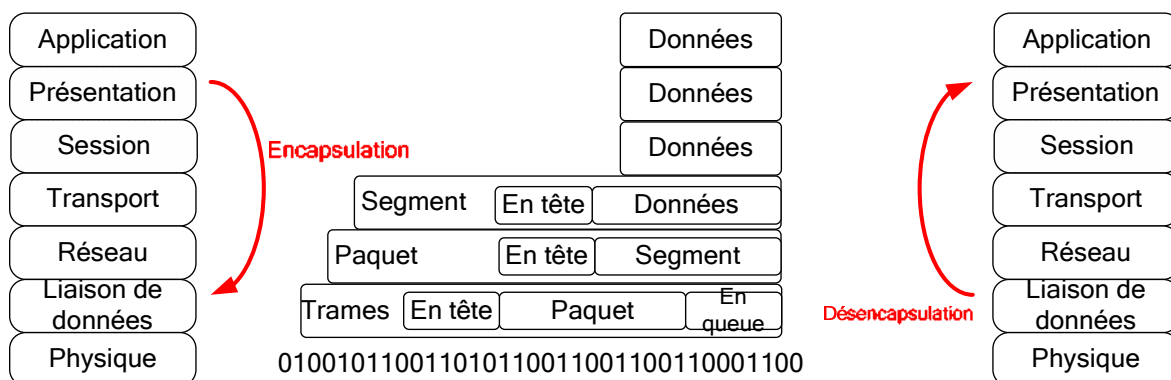 Application
Données
Application
Présentation
Données
Présentation
Encapsulation
Session
Données
Session
Transport
Segment
En tête
Données
Transport
Réseau
Paquet
En tête
Segment
Réseau
Liaison de
données
Trames
En tête
Paquet
En
queue
Désencapsulation
Liaison de
données
Physique
0100101100110101100110011001100110001100
Physique